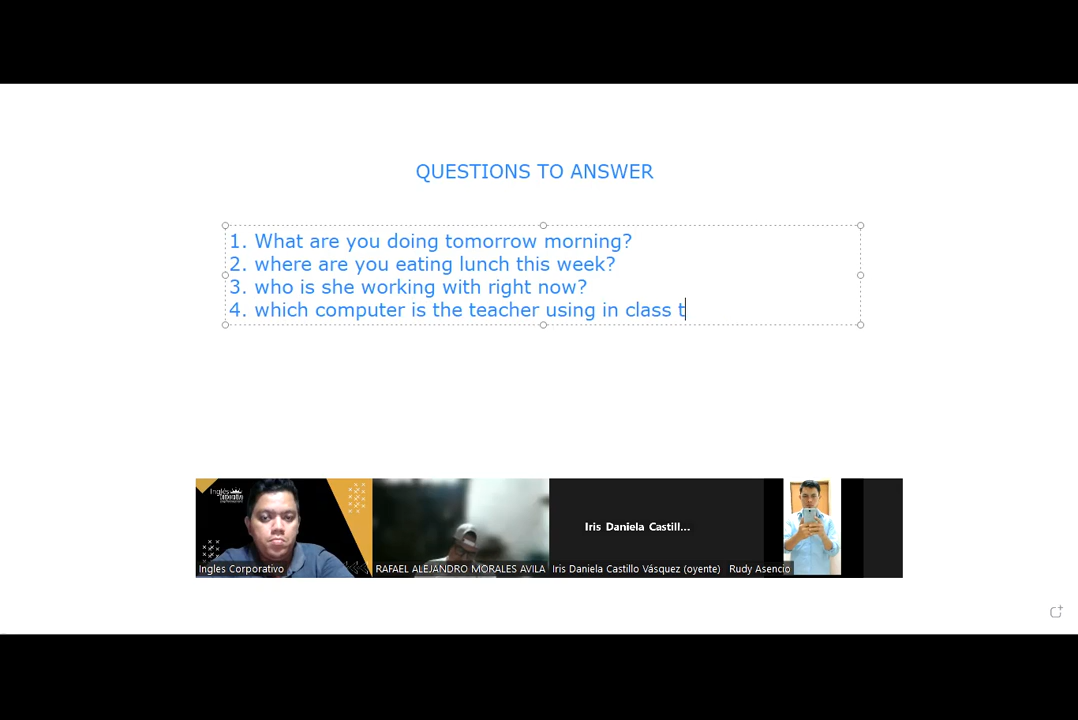 QUESTIONS TO ANSWER
1. What are you doing tomorrow morning?
2. where are you eating lunch this week?
3. who is she working with right now?
4. which computer is the teacher using in class t
Inglés
Corporativo
Iris Daniela Castill...
Ingles Corporativo
RAFAEL ALEJANDRO MORALES AVILA
Iris Daniela Castillo Vásquez (oyente)
Rudy Asencio